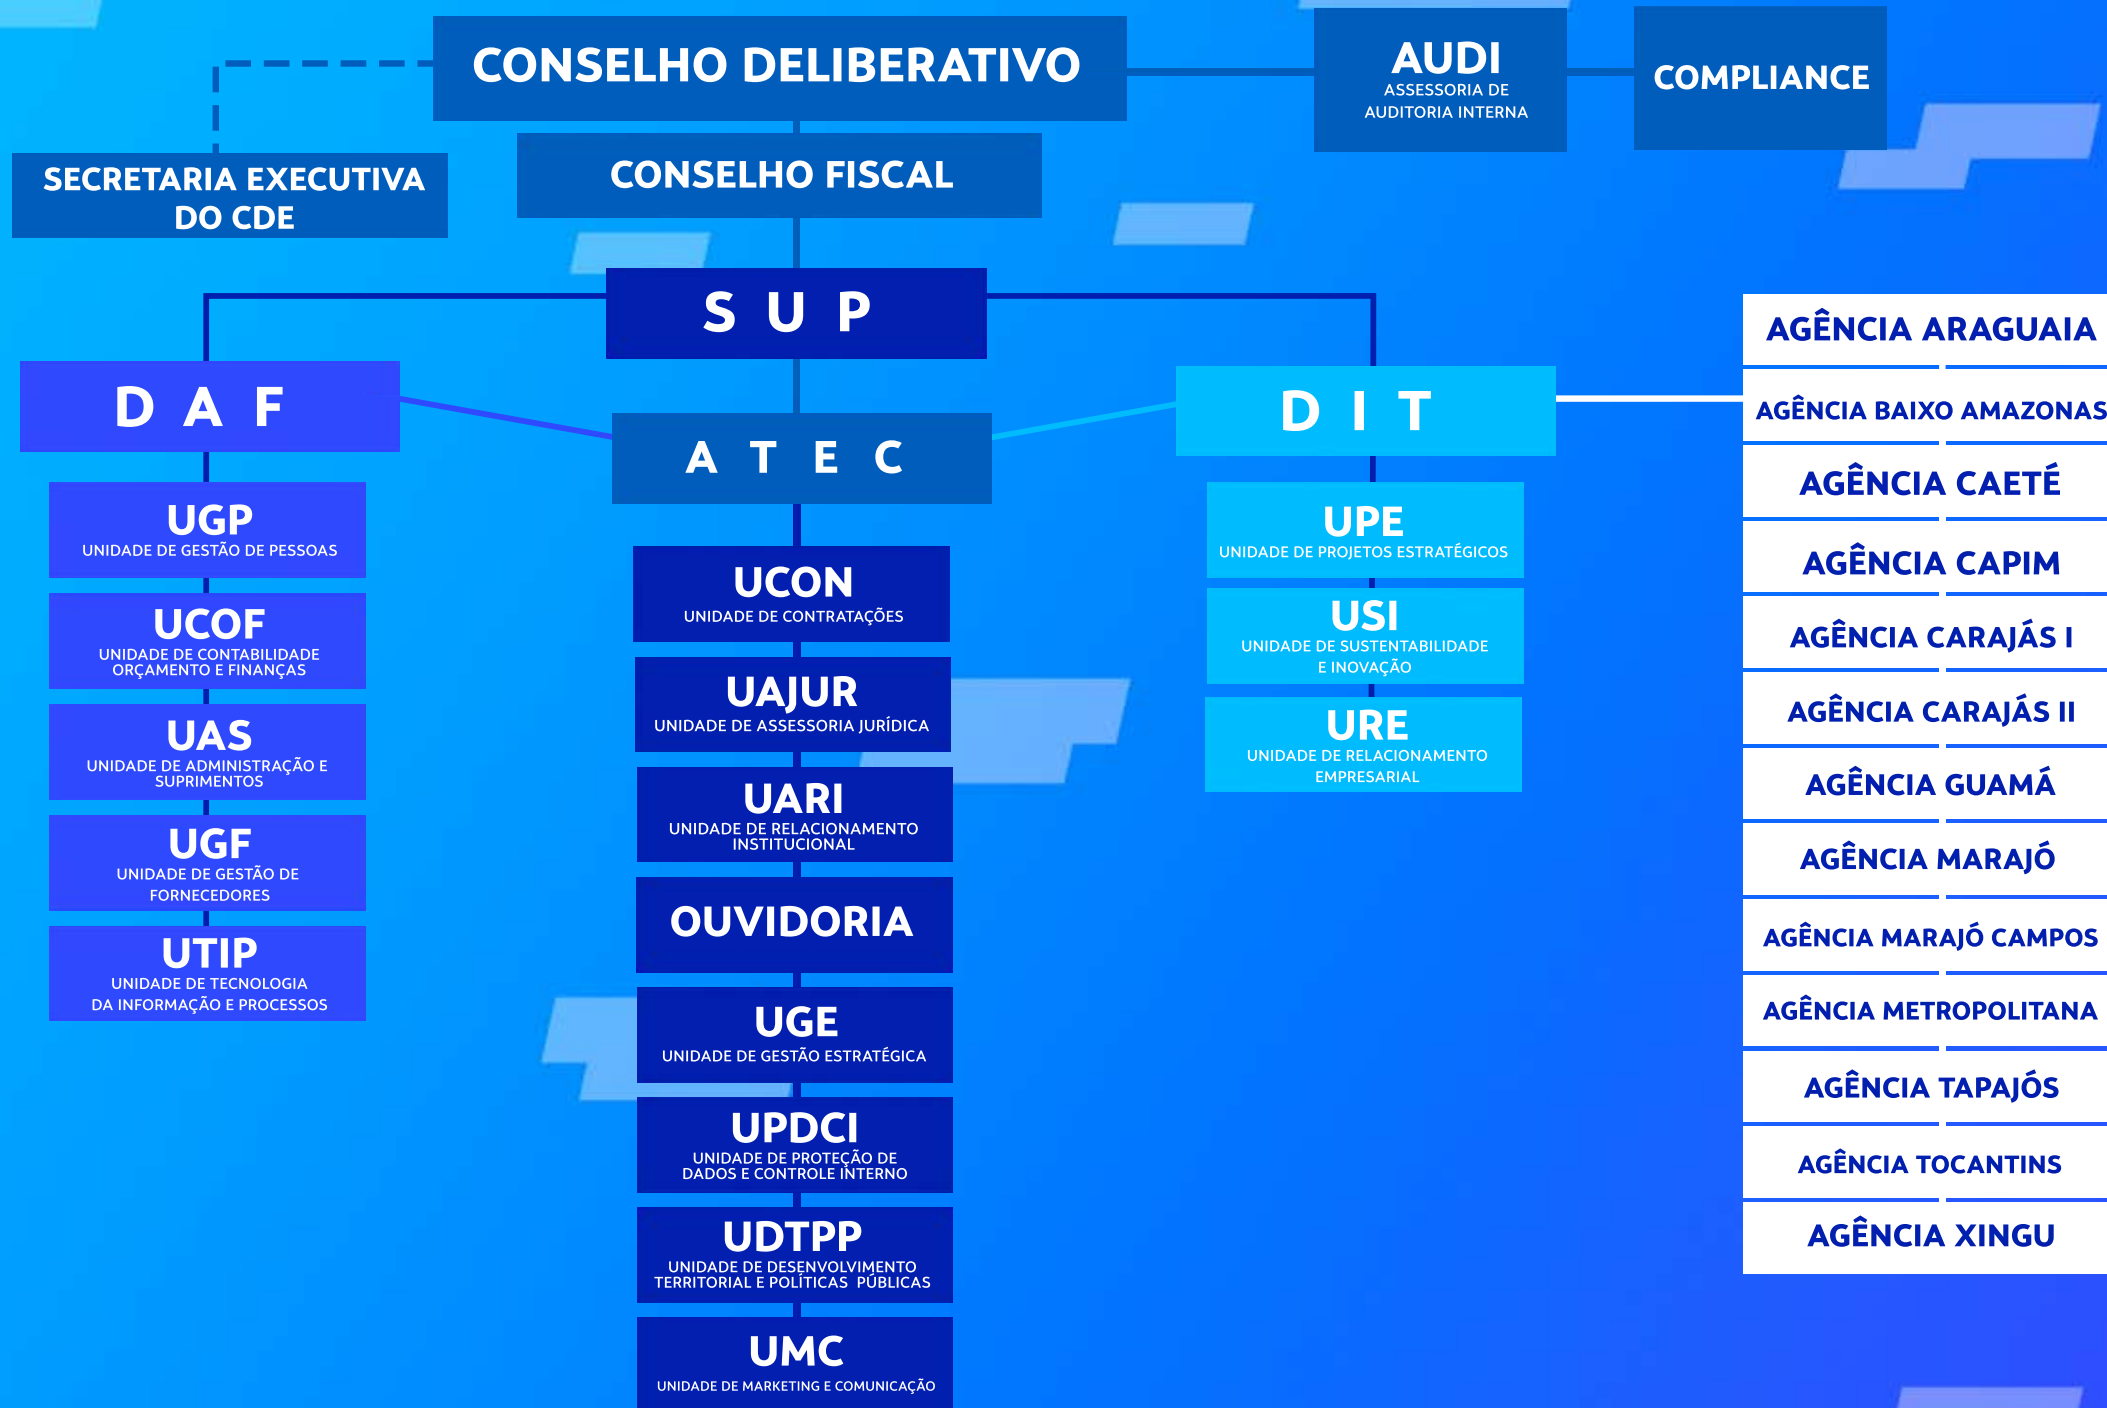 CONSELHO DELIBERATIVO
AUDI
ASSESSORIA DE
AUDITORIA INTERNA
COMPLIANCE
SECRETARIA EXECUTIVA
DO CDE
CONSELHO FISCAL
S U P
D A F
A T E C
D I T
UGP
UNIDADE DE GESTÃO DE PESSOAS
UCOF
UNIDADE DE CONTABILIDADE
ORÇAMENTO E FINANÇAS
UAS
UNIDADE DE ADMINISTRAÇÃO E
SUPRIMENTOS
UGF
UNIDADE DE GESTÃO DE
FORNECEDORES
UTIP
UNIDADE DE TECNOLOGIA
DA INFORMAÇÃO E PROCESSOS
UCON
UNIDADE DE CONTRATAÇÕES
UAJUR
UNIDADE DE ASSESSORIA JURÍDICA
UARI
UNIDADE DE RELACIONAMENTO
INSTITUCIONAL
OUVIDORIA
UGE
UNIDADE DE GESTÃO ESTRATÉGICA
UPDCI
UNIDADE DE PROTEÇÃO DE
DADOS E CONTROLE INTERNO
UDTPP
UNIDADE DE DESENVOLVIMENTO
TERRITORIAL E POLÍTICAS PÚBLICAS
UMC
UNIDADE DE MARKETING E COMUNICAÇÃO
UPE
UNIDADE DE PROJETOS ESTRATÉGICOS
USI
UNIDADE DE SUSTENTABILIDADE
E INOVAÇÃO
URE
UNIDADE DE RELACIONAMENTO
EMPRESARIAL
AGÊNCIA ARAGUAIA
AGÊNCIA BAIXO AMAZONAS
AGÊNCIA CAETÉ
AGÊNCIA CAPIM
AGÊNCIA CARAJÁS I
AGÊNCIA CARAJÁS II
AGÊNCIA GUAMÁ
AGÊNCIA MARAJÓ
AGÊNCIA MARAJÓ CAMPOS
AGÊNCIA METROPOLITANA
AGÊNCIA TAPAJÓS
AGÊNCIA TOCANTINS
AGÊNCIA XINGU